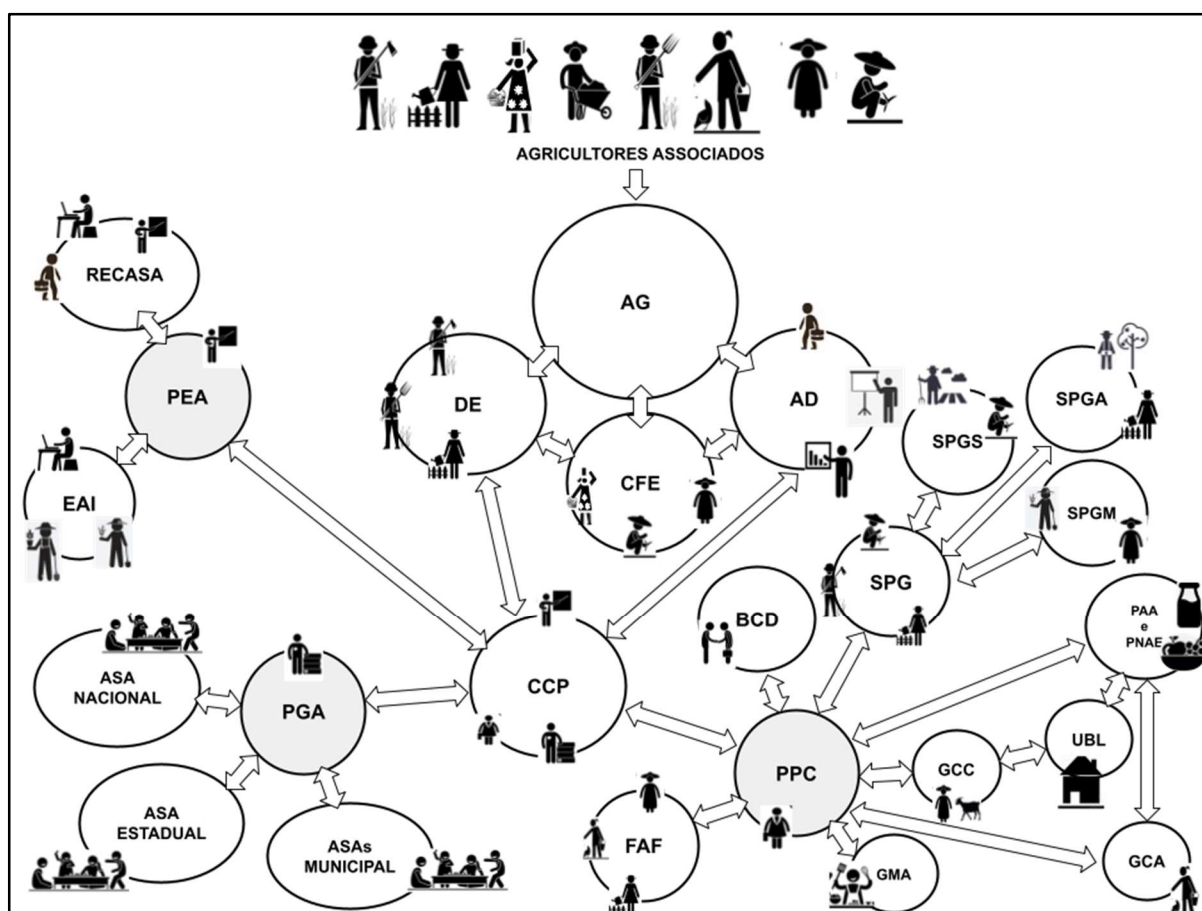 AGRICULTORES ASSOCIADOS
RECASA
AG
PEA
DE
AD
SPGA
SPGS
EAI
CFE
SPGM
SPG
BCD
PAA
e
PNAE
ASA
NACIONAL
PGA
CCP
UBL
PPC
GCC
ASA
ESTADUAL
ASAs
MUNICIPAL
FAF
GMA
GCA